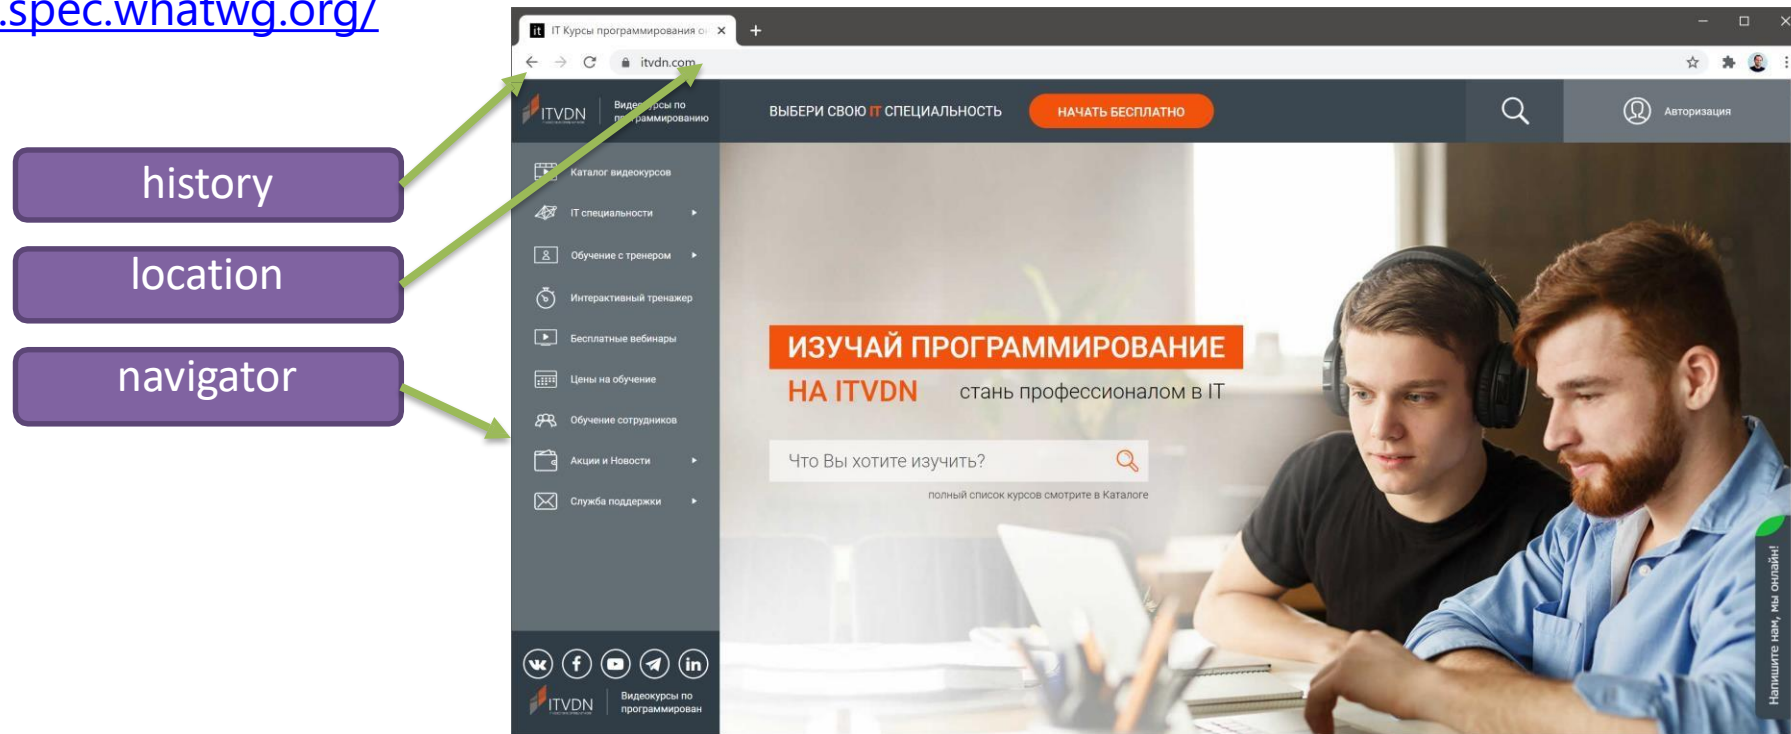 .spec.whatwg.org/
history
location
navigator
it
IT Курсы программирования о
itvdn.com
ITVDN
Видеокурсы по
программированию
ВЫБЕРИ СВОЮ IT СПЕЦИАЛЬНОСТЬ
НАЧАТЬ БЕСПЛАТНО
Авторизация
Каталог видеокурсов
IT специальности
Обучение с тренером
Интерактивный тренажер
Бесплатные вебинары
Цены на обучение
Обучение сотрудников
Акции и Новости
Служба поддержки
ИЗУЧАЙ ПРОГРАММИРОВАНИЕ
НА ITVDN стань профессионалом в IT
Что Вы хотите изучить?
полный список курсов смотрите в Каталоге
Напишите нам, мы онлайн!
ITVDN
Видеокурсы по
программирован